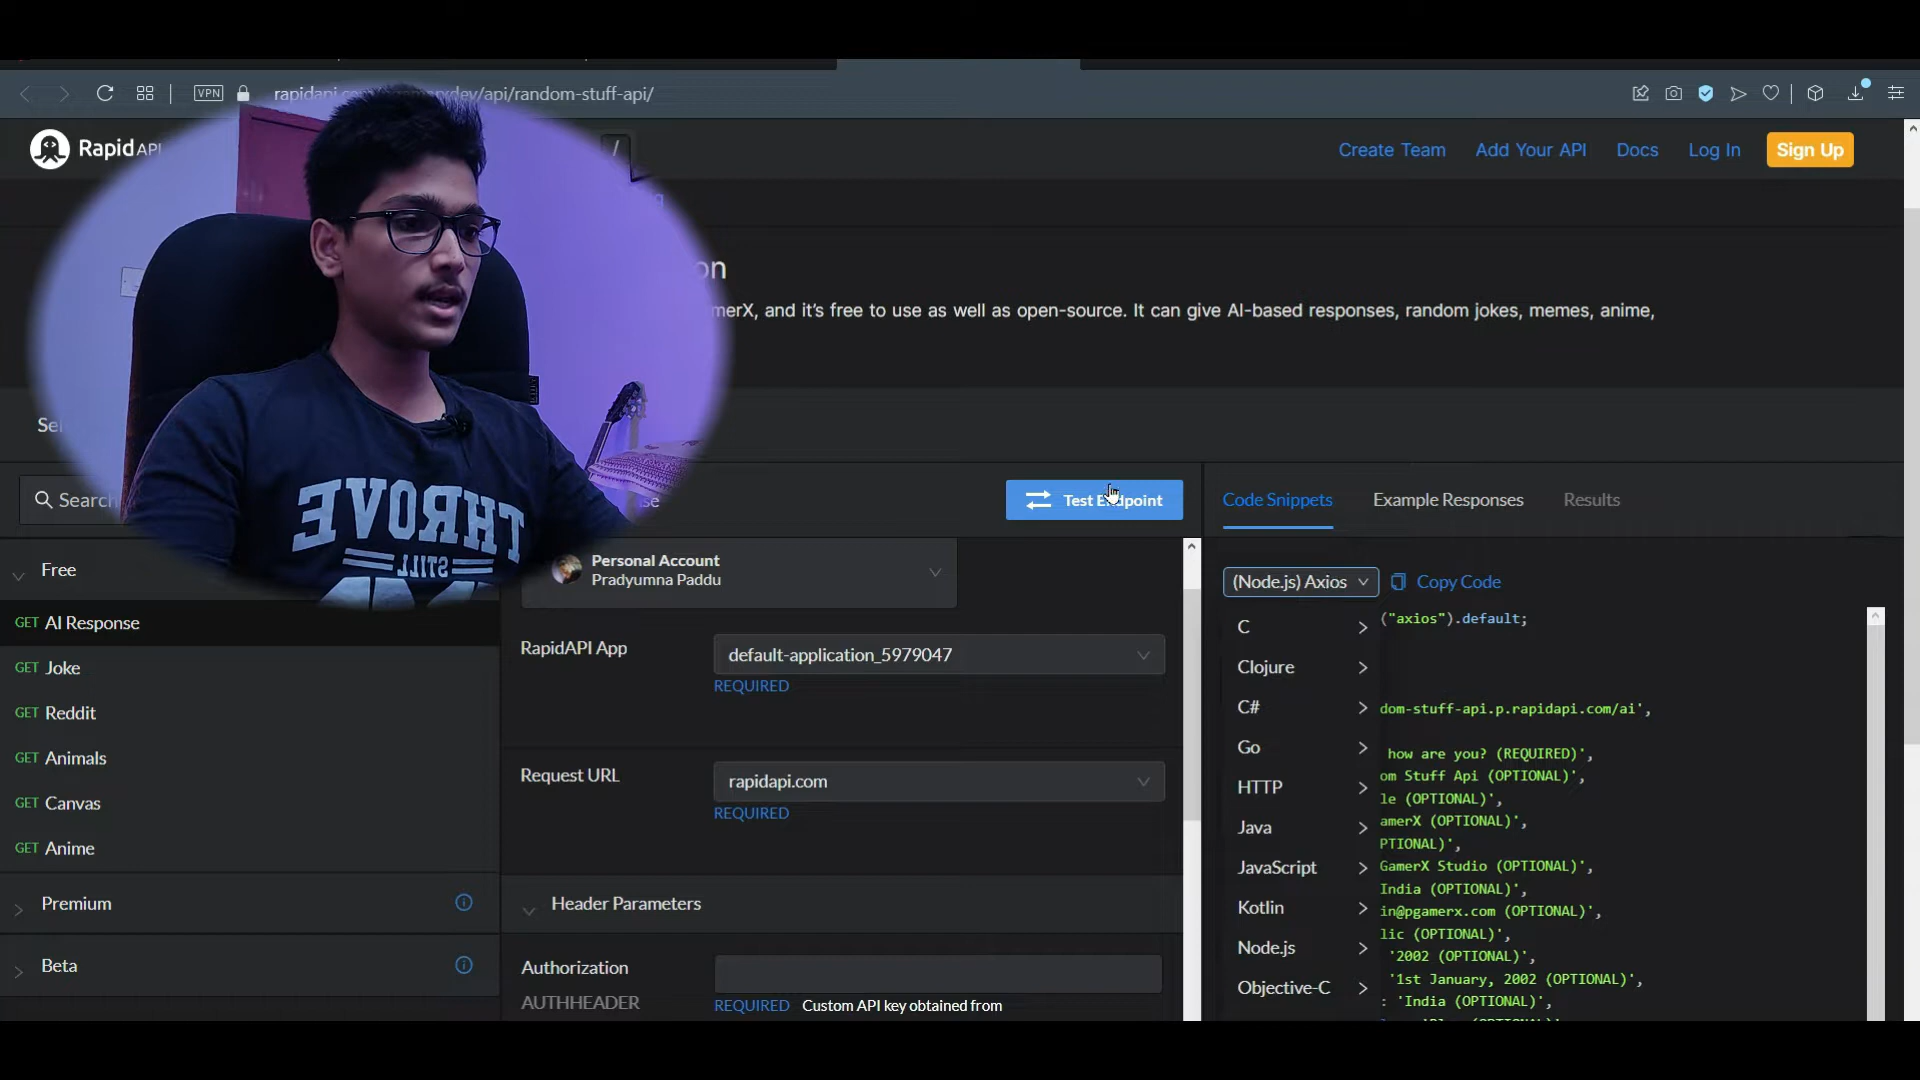 VPN
/api/random-stuff-api/
Rapid API
/
Create Team
Add Your API
Docs
Log In
Sign Up
on
merX, and it's free to use as well as open-source. It can give AI-based responses, random jokes, memes, anime,
Search
Test Endpoint
Code Snippets
Example Responses
Results
Free
GET AI Response
GET Joke
GET Reddit
GET Animals
GET Canvas
GET Anime
Premium
Beta
Personal Account
Pradyumna Paddu
RapidAPI App
default-application_5979047
REQUIRED
Request URL
rapidapi.com
REQUIRED
Header Parameters
Authorization
AUTHHEADER
REQUIRED Custom API key obtained from
(Node.js) Axios
Copy Code
C
Clojure
C#
Go
HTTP
Java
JavaScript
Kotlin
Node.js
Objective-C
("axios").default;
dom-stuff-api.p.rapidapi.com/ai',
how are you? (REQUIRED)',
om Stuff Api (OPTIONAL)',
le (OPTIONAL)',
amerX (OPTIONAL)',
PTIONAL)',
GamerX Studio (OPTIONAL)',
India (OPTIONAL)',
in@pgamerx.com (OPTIONAL)',
lic (OPTIONAL)',
'2002 (OPTIONAL)',
'1st January, 2002 (OPTIONAL)',
: 'India (OPTIONAL)',
THROVE
STILL